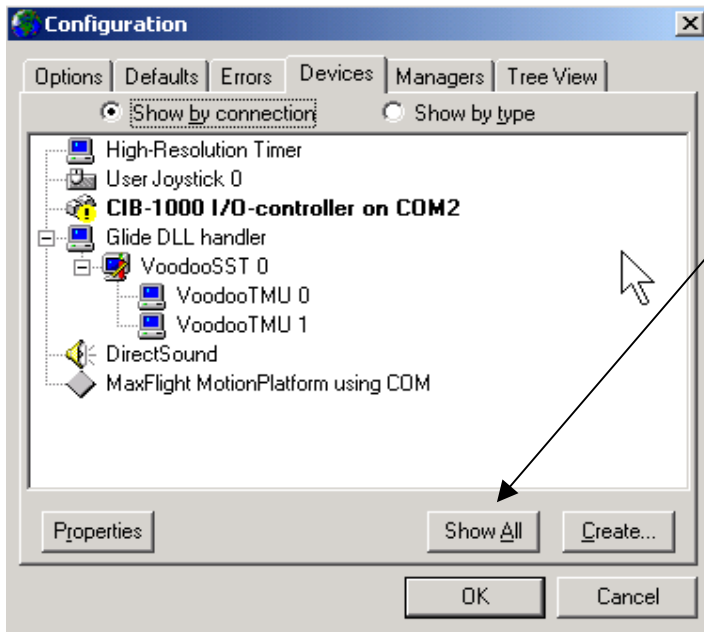 Configuration
Options Defaults Errors Devices Managers Tree View
Show by connection Show by type
High-Resolution Timer
User Joystick 0
CIB-1000 I/O-controller on COM2
Glide DLL handler
VoodooSST 0
VoodooTMU 0
VoodooTMU 1
DirectSound
MaxFlight MotionPlatform using COM
Properties Show All Create...
OK Cancel